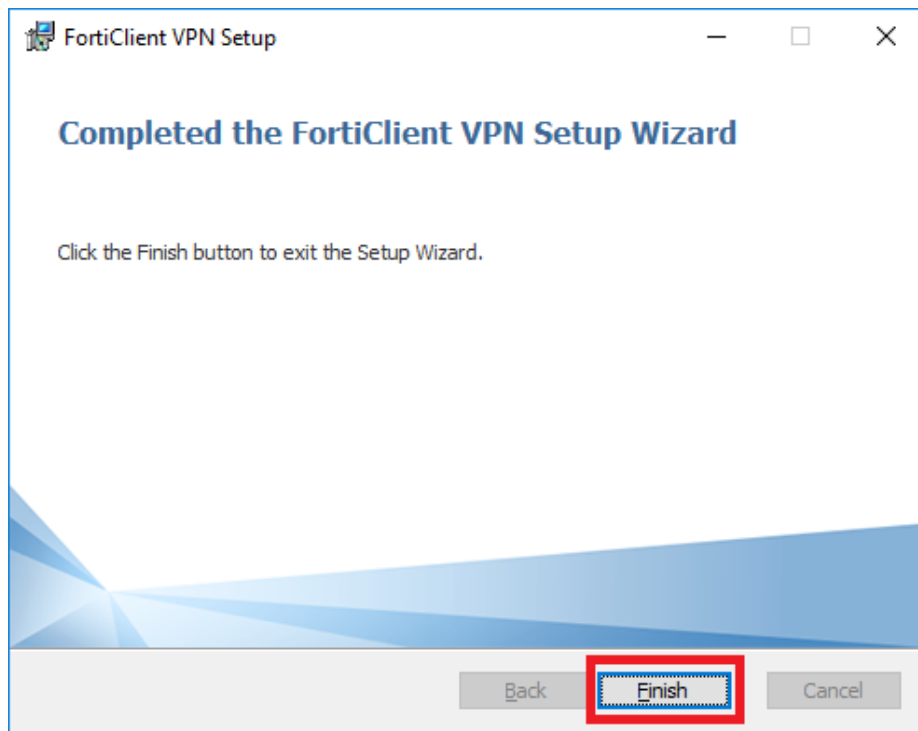 FortiClient VPN Setup
Completed the FortiClient VPN Setup Wizard
Click the Finish button to exit the Setup Wizard.
Back Finish Cancel